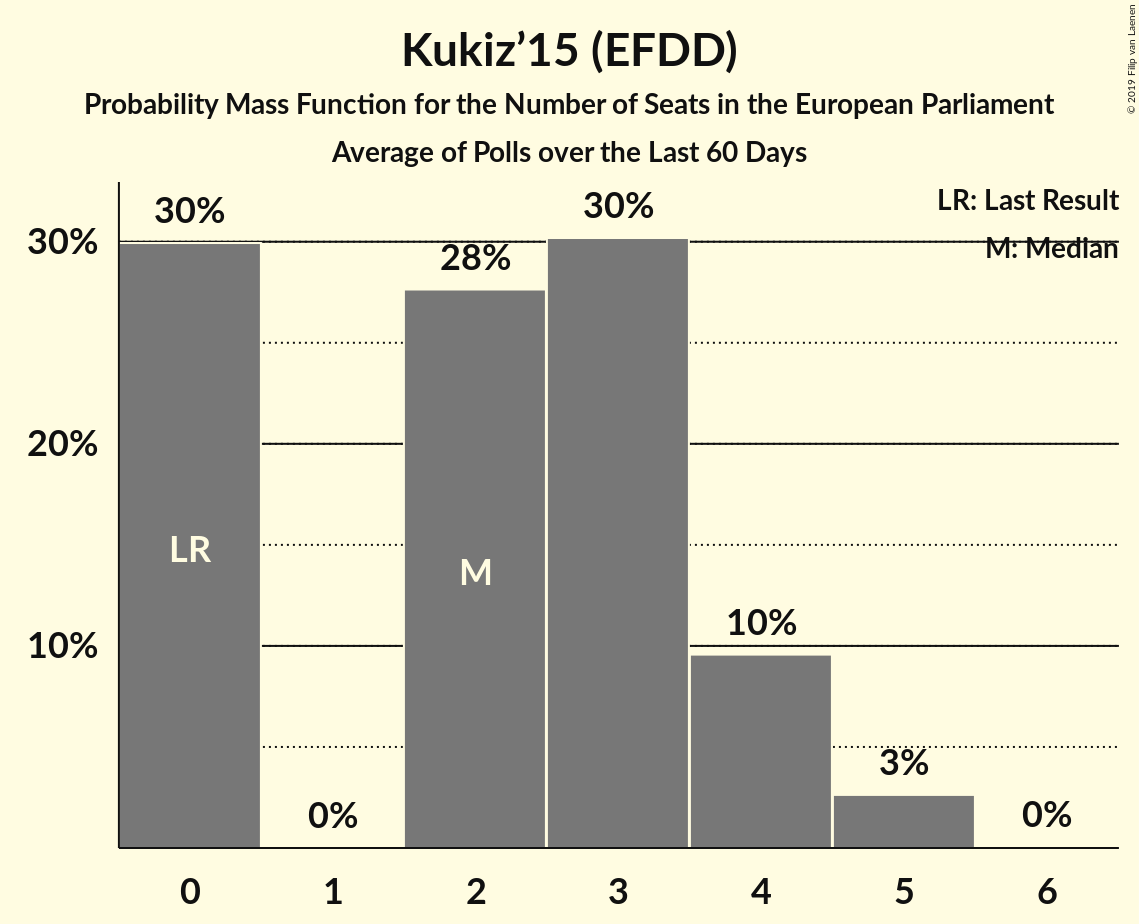 Kukiz’15 (EFDD)
Probability Mass Function for the Number of Seats in the European Parliament
Average of Polls over the Last 60 Days
© 2019 Filip van Laenen
LR: Last Result
M: Median
30%
20%
10%
30%
0%
28%
30%
10%
3%
0%
LR
M
0 1 2 3 4 5 6